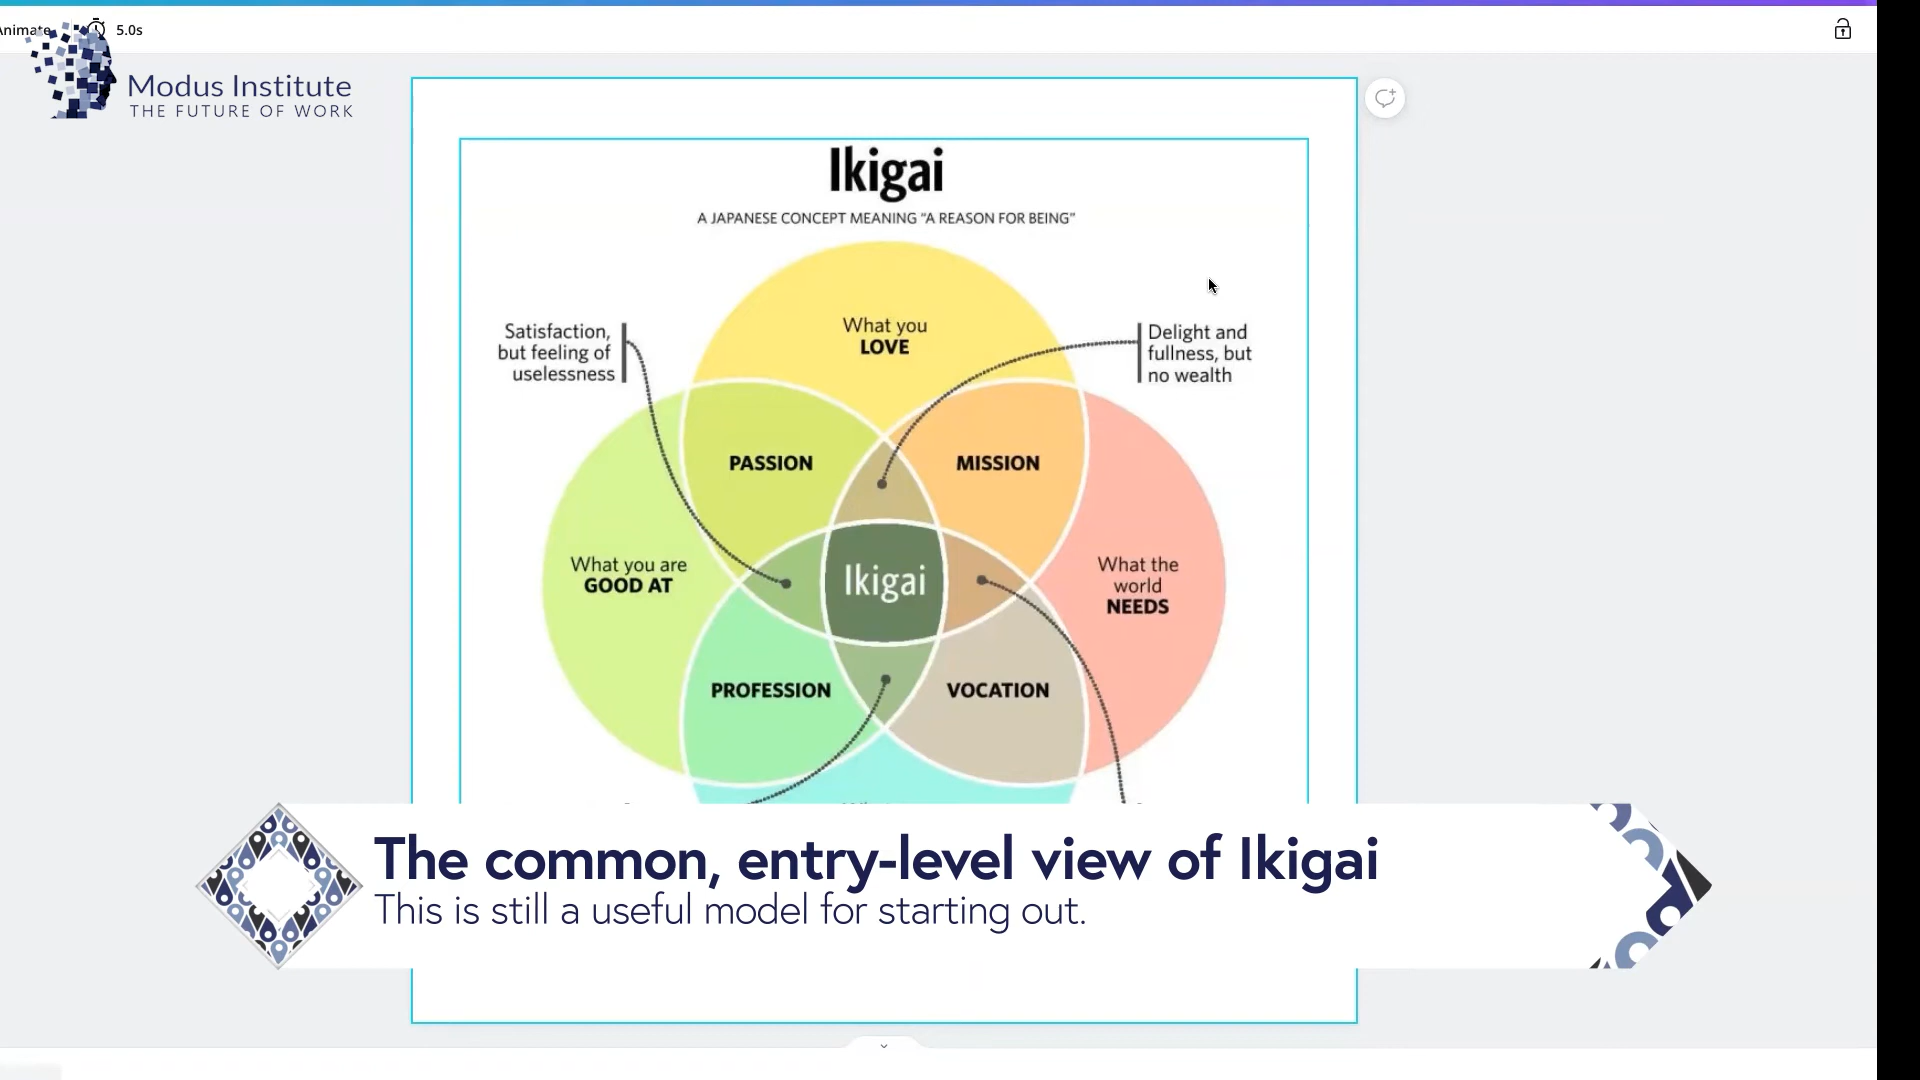 Animate
5.0s
Modus Institute
THE FUTURE OF WORK
Ikigai
A JAPANESE CONCEPT MEANING "A REASON FOR BEING"
What you
LOVE
Satisfaction,
but feeling of
uselessness
Delight and
fullness, but
no wealth
PASSION
MISSION
What you are
GOOD AT
Ikigai
What the
world
NEEDS
PROFESSION
VOCATION
The common, entry-level view of Ikigai
This is still a useful model for starting out.